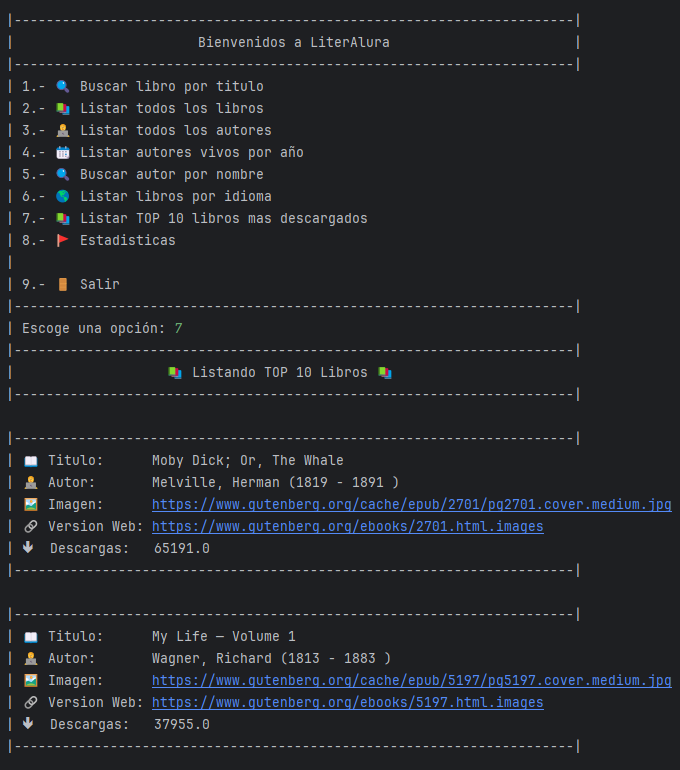 |----------------------------------------------------------------------|
|                       Bienvenidos a LiterAlura                       |
|----------------------------------------------------------------------|
| 1.- 🔍 Buscar libro por titulo
| 2.- 📚 Listar todos los libros
| 3.- 👨‍💻 Listar todos los autores
| 4.- 📅 Listar autores vivos por año
| 5.- 🔍 Buscar autor por nombre
| 6.- 🌎 Listar libros por idioma
| 7.- 📚 Listar TOP 10 libros mas descargados
| 8.- 🚩 Estadisticas
|
| 9.- 🚪 Salir
|----------------------------------------------------------------------|
| Escoge una opción: 7
|----------------------------------------------------------------------|
|                   📚 Listando TOP 10 Libros 📚                       |
|----------------------------------------------------------------------|

|----------------------------------------------------------------------|
| 📖 Titulo:      Moby Dick; Or, The Whale
| 👨‍💻 Autor:       Melville, Herman (1819 - 1891 )
| 🖼️ Imagen:      https://www.gutenberg.org/cache/epub/2701/pg2701.cover.medium.jpg
| 🔗 Version Web: https://www.gutenberg.org/ebooks/2701.html.images
| 🡇  Descargas:   65191.0
|----------------------------------------------------------------------|

|----------------------------------------------------------------------|
| 📖 Titulo:      My Life — Volume 1
| 👨‍💻 Autor:       Wagner, Richard (1813 - 1883 )
| 🖼️ Imagen:      https://www.gutenberg.org/cache/epub/5197/pg5197.cover.medium.jpg
| 🔗 Version Web: https://www.gutenberg.org/ebooks/5197.html.images
| 🡇  Descargas:   37955.0
|----------------------------------------------------------------------|